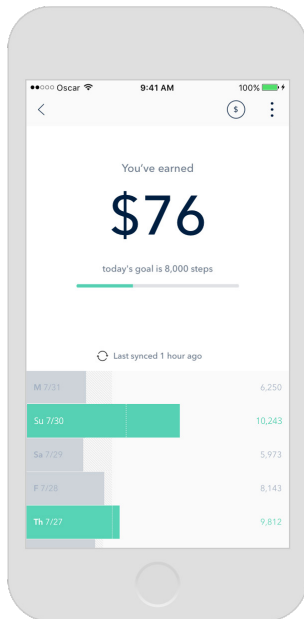 Oscar 9:41 AM 100%
$
You've earned
$76
today's goal is 8,000 steps
Last synced 1 hour ago
M 7/31 6,250
Su 7/30 10,243
Sa 7/29 5,973
F 7/28 8,143
Th 7/27 9,812